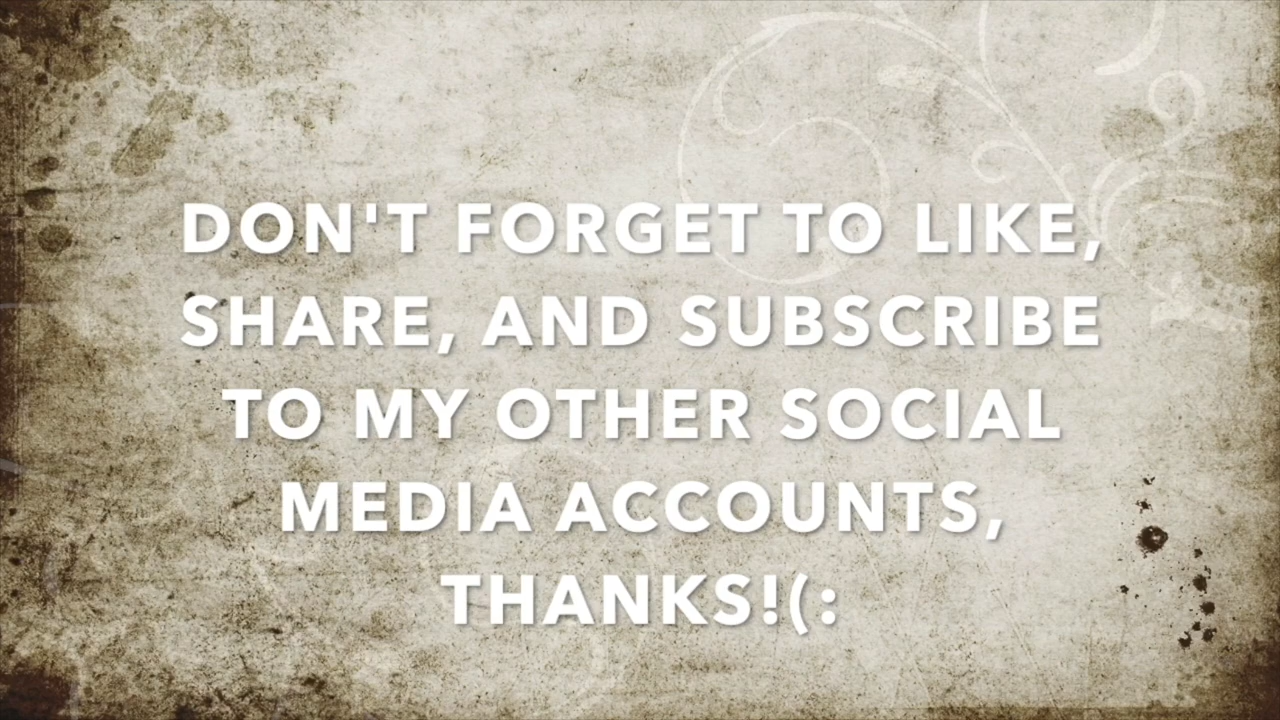 DON'T FORGET TO LIKE,
SHARE, AND SUBSCRIBE
TO MY OTHER SOCIAL
MEDIA ACCOUNTS,
THANKS!(: